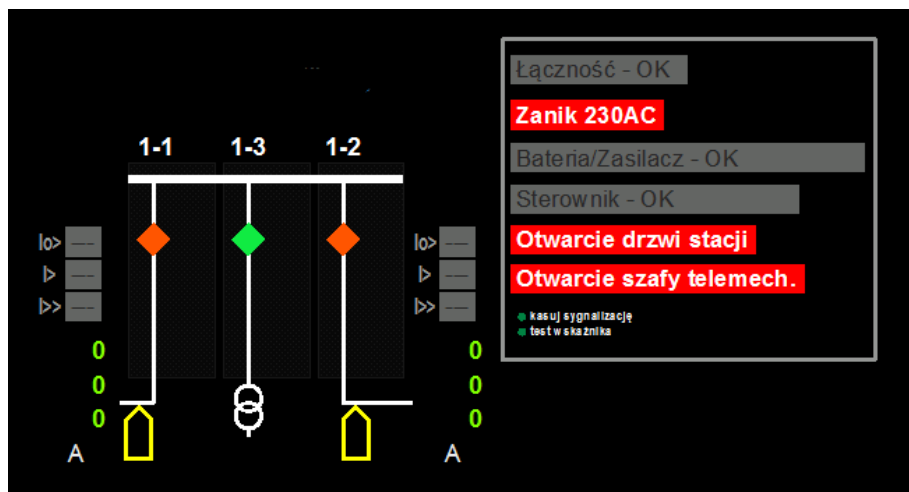 Łączność - OK
Zanik 230AC
1-1 1-3 1-2
Bateria/Zasilacz - OK
Sterownik - OK
Io> --- Io> ---
Otwarcie drzwi stacji
I> --- I> ---
Otwarcie szafy telemech.
I>> --- I>> ---
kasuj sygnalizację
test wskaźnika
0 0
0 0
0 0
A A